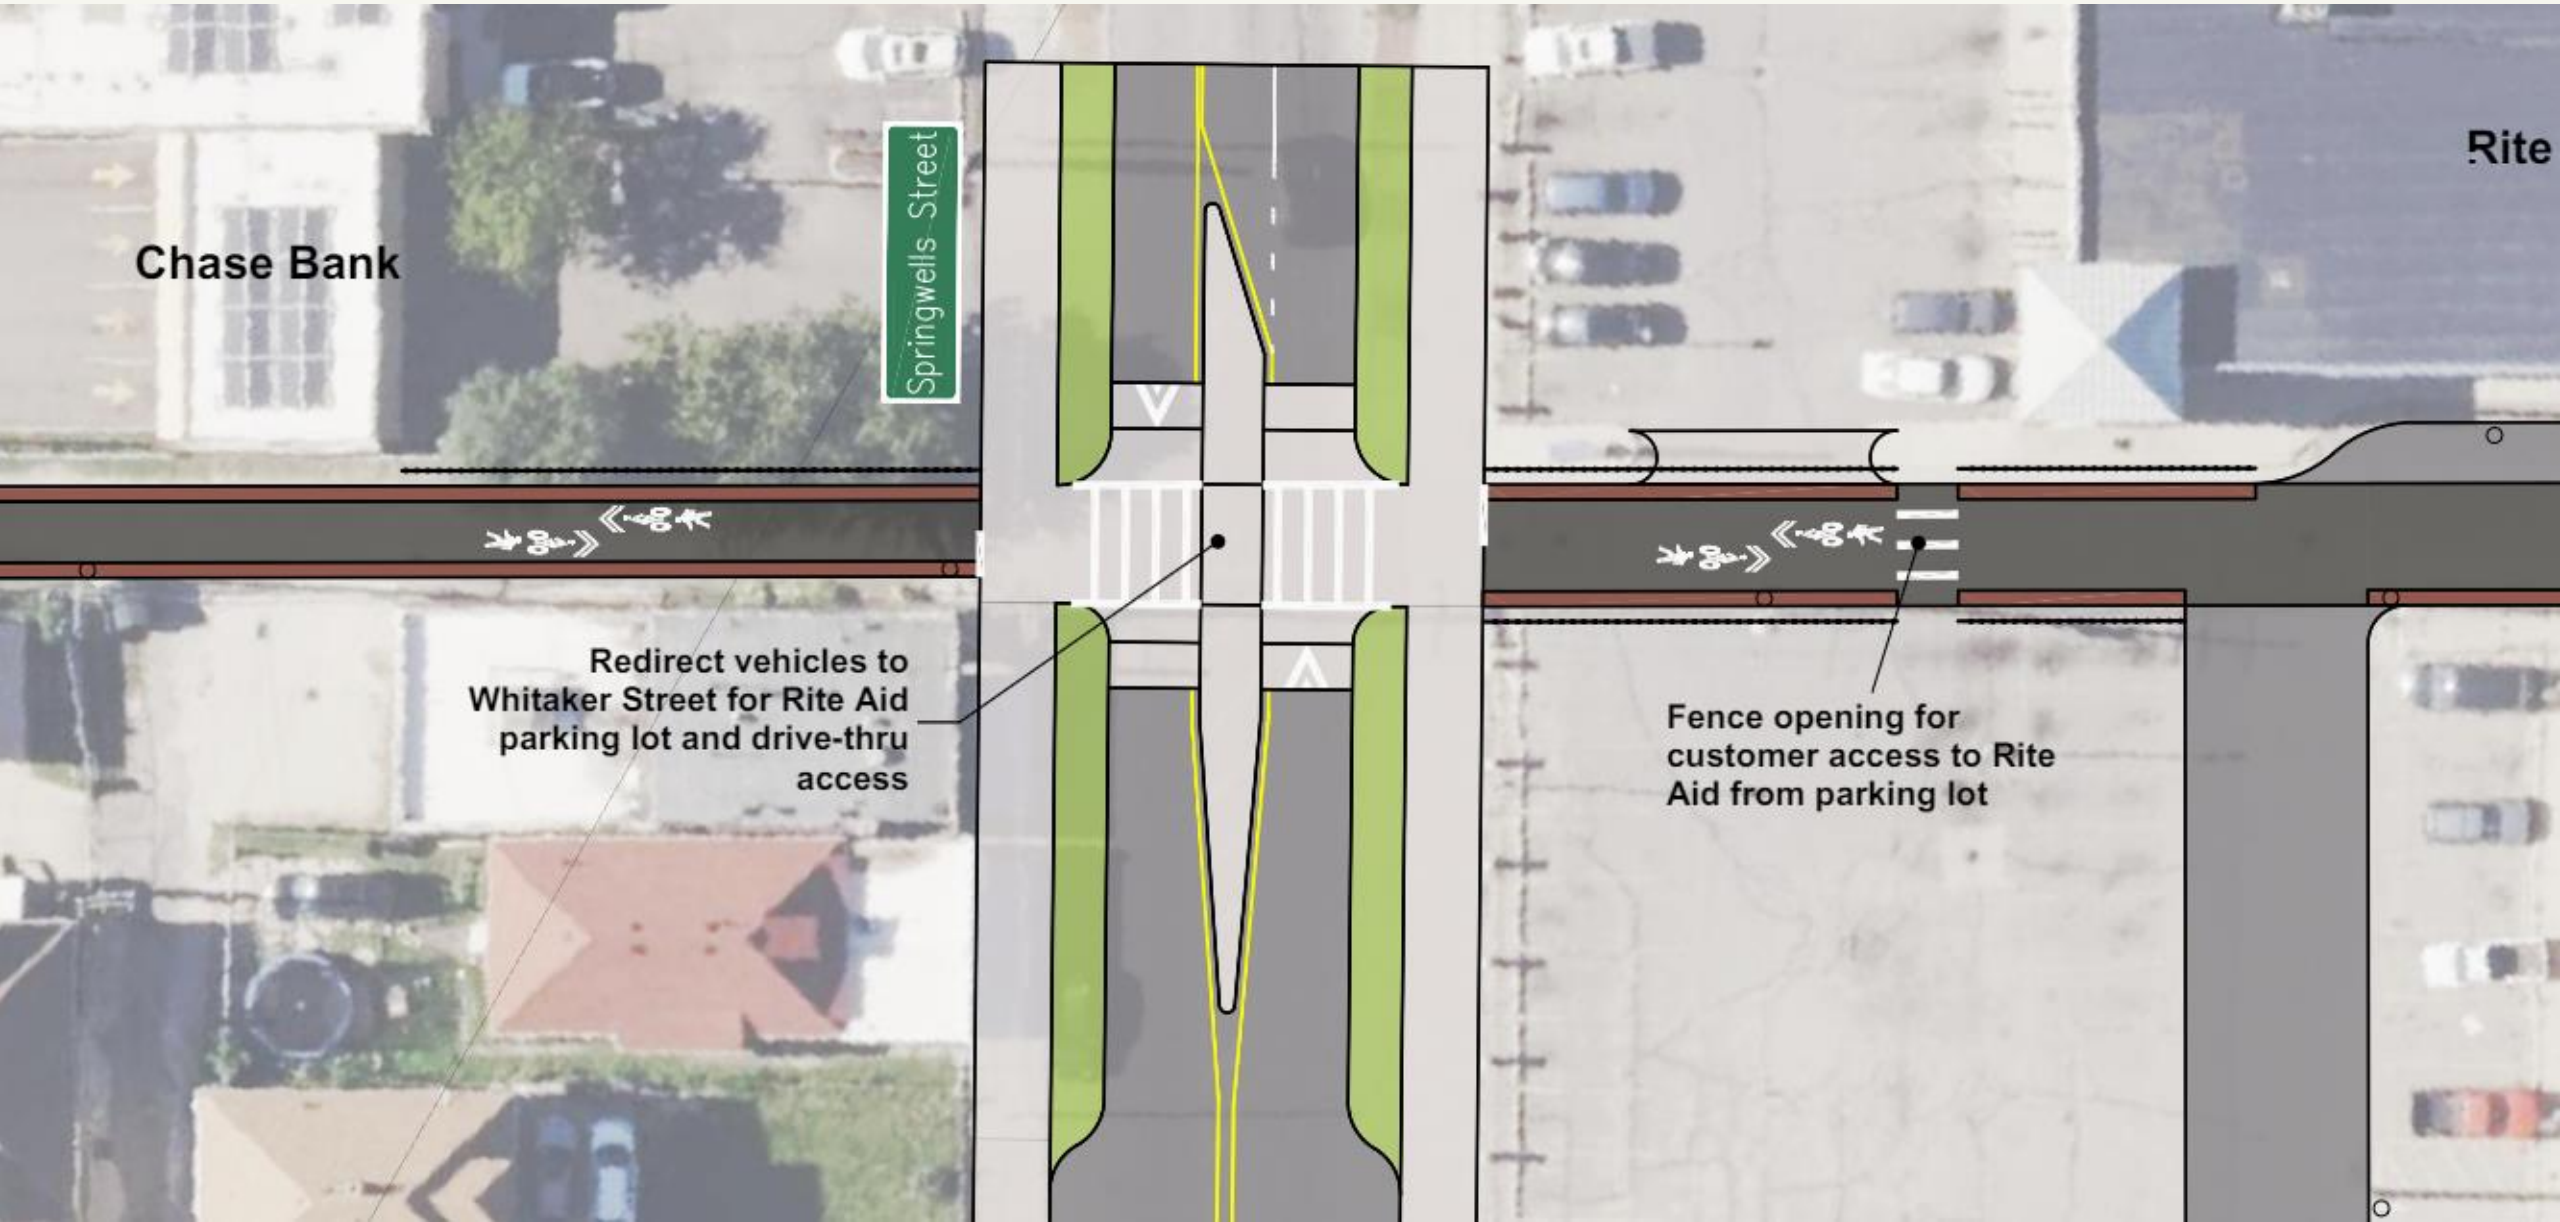 Rite
Springwells Street
Chase Bank
Redirect vehicles to
Whitaker Street for Rite Aid
parking lot and drive-thru
access
Fence opening for
customer access to Rite
Aid from parking lot